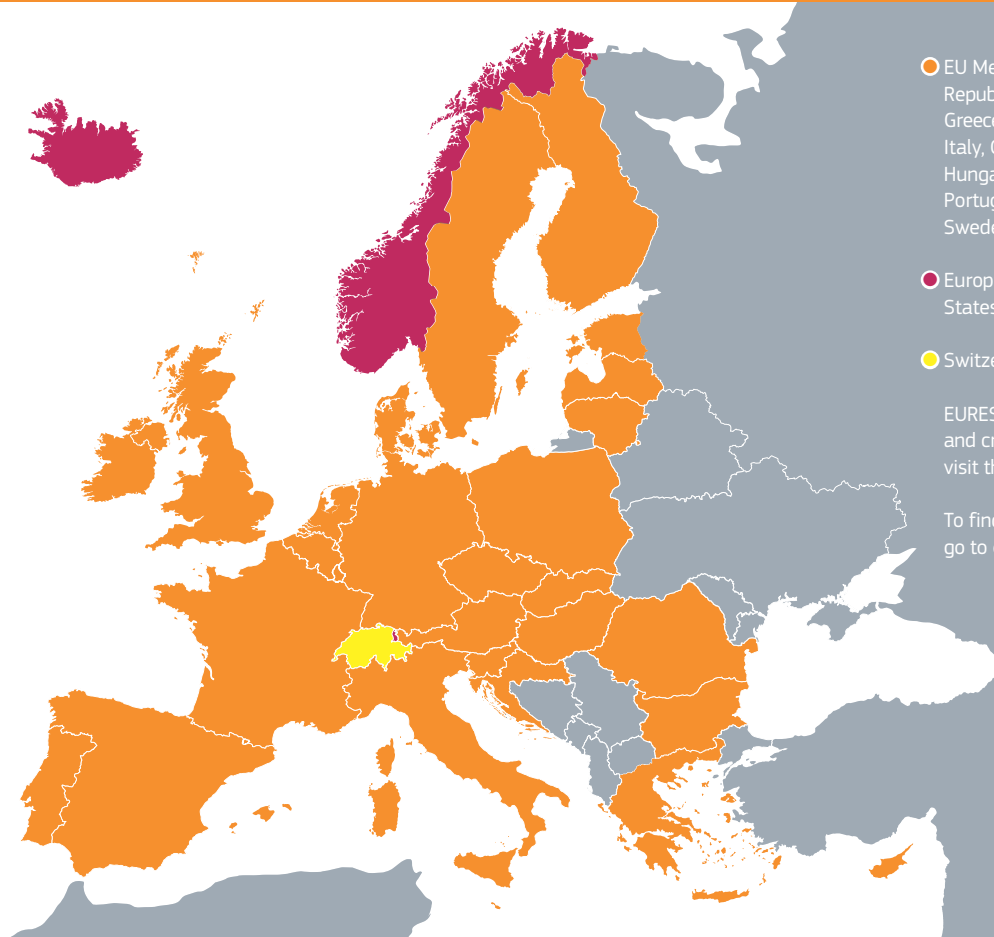 EU Me
Repub
Greece
Italy,
Hunga
Portug
Swede
Europ
States
Switze
EURES
and cr
visit th
To find
go to